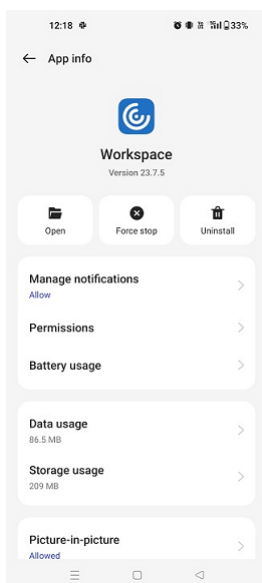 12:18
33%
App info
Workspace
Version 23.7.5
Open
Force stop
Uninstall
Manage notifications
Allow
Permissions
Battery usage
Data usage
86.5 MB
Storage usage
209 MB
Picture-in-picture
Allowed